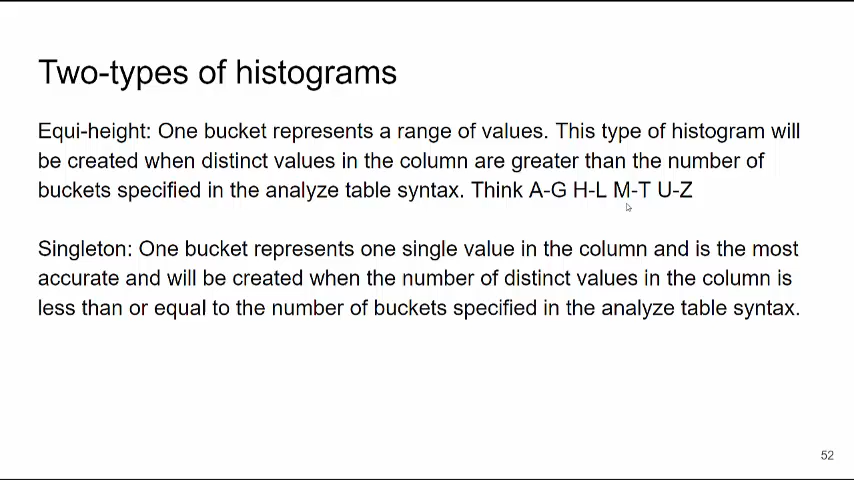 Two-types of histograms
Equi-height: One bucket represents a range of values. This type of histogram will
be created when distinct values in the column are greater than the number of
buckets specified in the analyze table syntax. Think A-G H-L M-T U-Z
Singleton: One bucket represents one single value in the column and is the most
accurate and will be created when the number of distinct values in the column is
less than or equal to the number of buckets specified in the analyze table syntax.
52